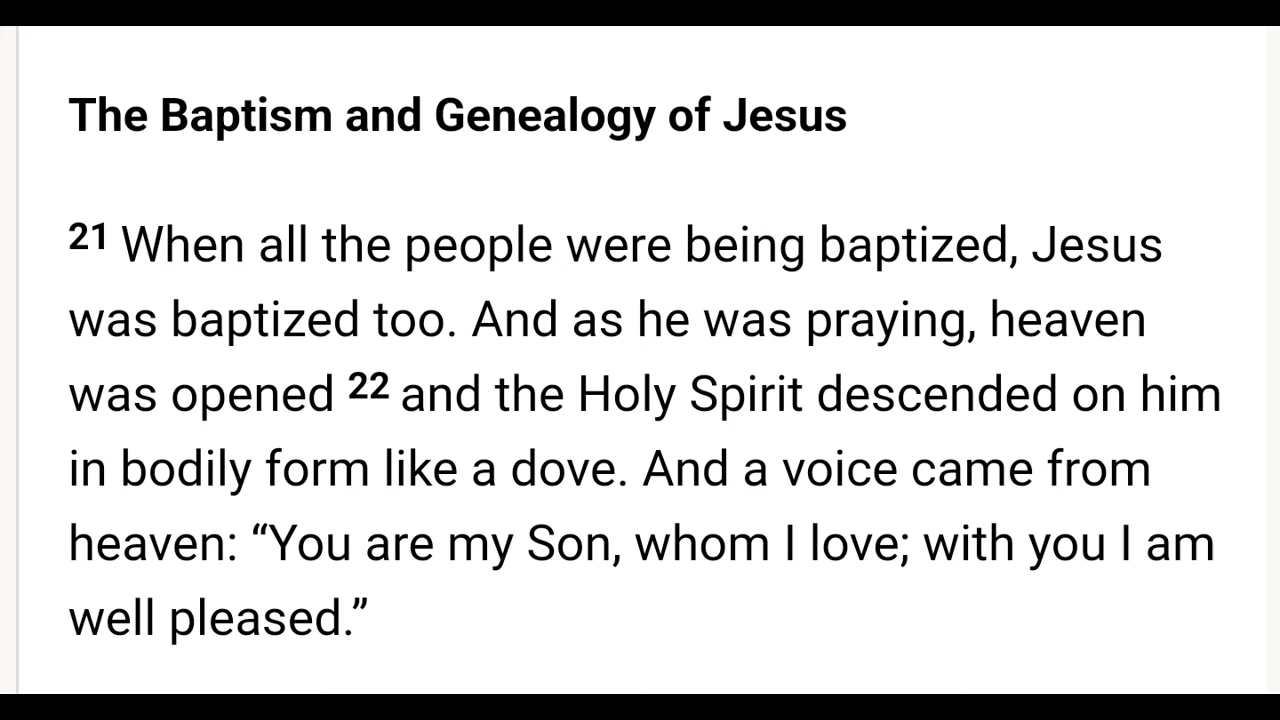 The Baptism and Genealogy of Jesus
21 When all the people were being baptized, Jesus
was baptized too. And as he was praying, heaven
was opened 22 and the Holy Spirit descended on him
in bodily form like a dove. And a voice came from
heaven: “You are my Son, whom I love; with you I am
well pleased.”